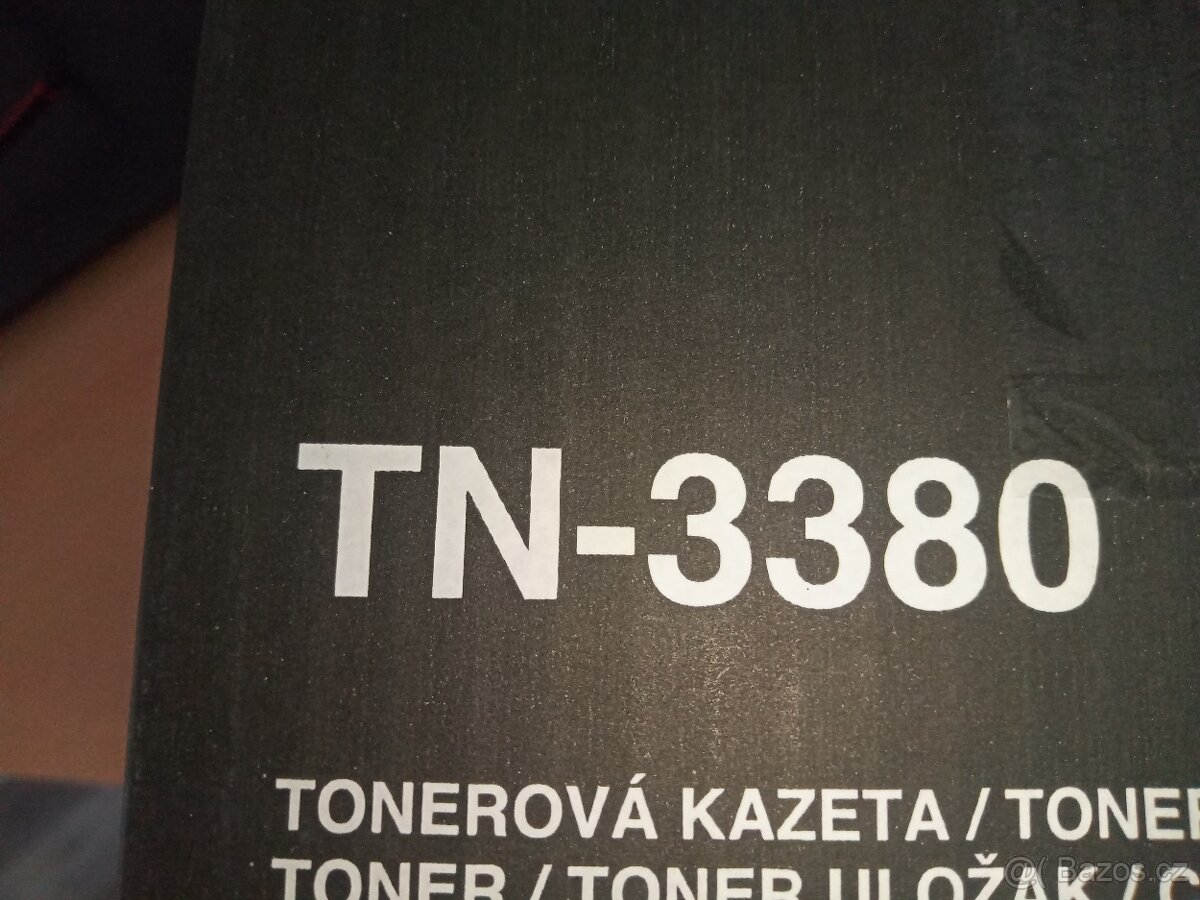 TN-3380
TONEROVÁ KAZETA / TONER
TONER / TONER ULOŽAK / C
@( Bazos.cz